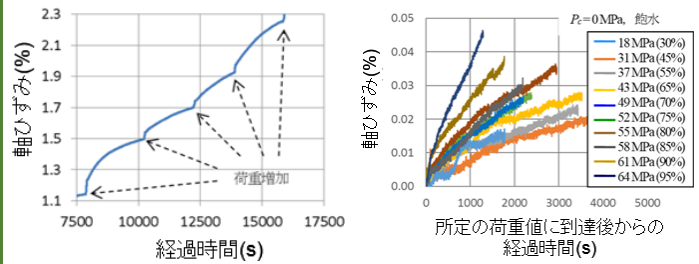 2.3
2.1
1.9
1.7
1.5
1.3
1.1
軸ひずみ(%)
荷重増加
7500 10000 12500 15000 17500
経過時間(s)
0.05
0.04
0.03
0.02
0.01
0.00
軸ひずみ(%)
Pc=0MPa, 飽水
18MPa(30%)
31MPa(45%)
37MPa(55%)
43MPa(65%)
49MPa(70%)
52MPa(75%)
55MPa(80%)
58MPa(85%)
61MPa(90%)
64MPa(95%)
0 1000 2000 3000 4000 5000
所定の荷重値に到達後からの
経過時間(s)